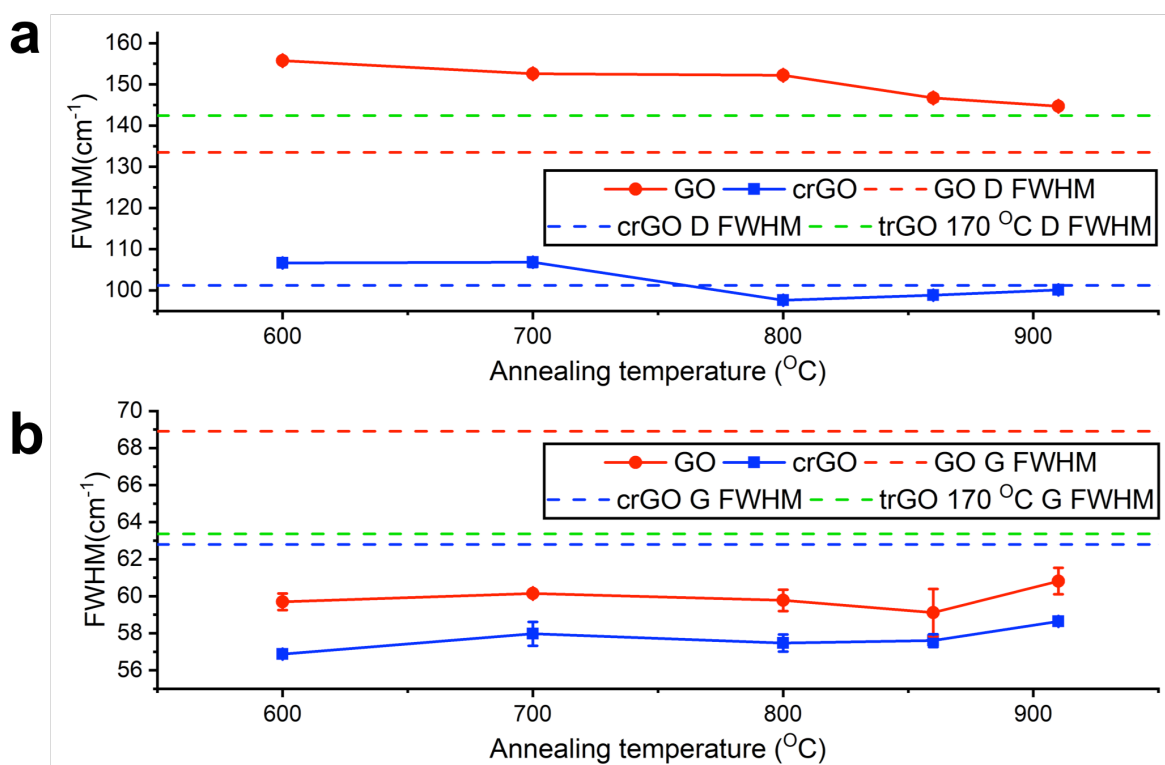 a
FWHM(cm⁻¹)
160
150
140
130
120
110
100
GO crGO GO D FWHM
crGO D FWHM trGO 170 ᴼC D FWHM
600 700 800 900
Annealing temperature (ᴼC)
b
FWHM(cm⁻¹)
70
68
66
64
62
60
58
56
GO crGO GO G FWHM
crGO G FWHM trGO 170 ᴼC G FWHM
600 700 800 900
Annealing temperature (ᴼC)